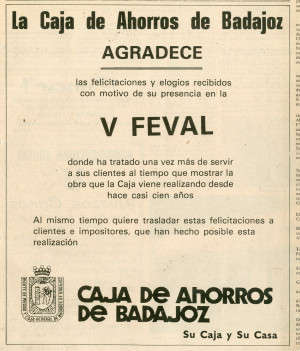 La Caja de Ahorros de Badajoz
AGRADECE
las felicitaciones y elogios recibidos
con motivo de su presencia en la
V FEVAL
donde ha tratado una vez más de servir
a sus clientes al tiempo que mostrar la
obra que la Caja viene realizando desde
hace casi cien años
Al mismo tiempo quiere trasladar estas felicitaciones a
clientes e impositores, que han hecho posible esta
realización
CAJA DE AHORROS
DE BADAJOZ
Su Caja y Su Casa